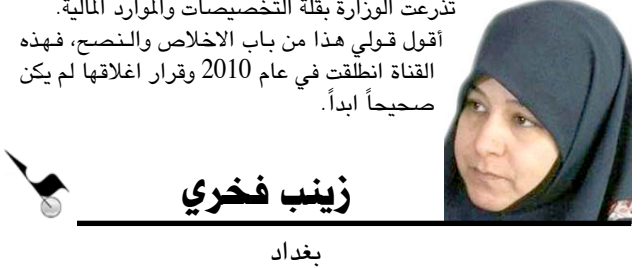 تذرعت الوزارة بقلة التخصيصات والموارد المالية.
أقول قولي هذا من باب الاخلاص والنصح، فهذه
القناة انطلقت في عام 2010 وقرار اغلاقها لم يكن
صحيحاً ابداً.
زينب فخري
بغداد